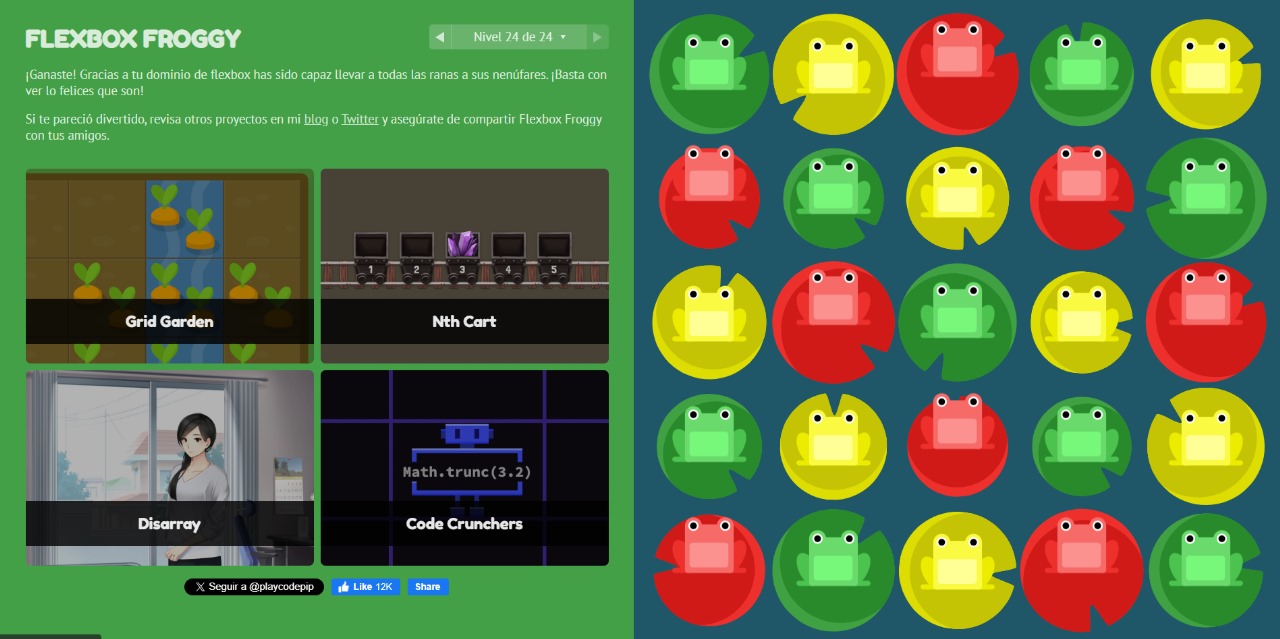 FLEXBOX FROGGY
Nivel 24 de 24
¡Ganaste! Gracias a tu dominio de flexbox has sido capaz llevar a todas las ranas a sus nenúfares. ¡Basta con
ver lo felices que son!
Si te pareció divertido, revisa otros proyectos en mi blog o Twitter y asegúrate de compartir Flexbox Froggy
con tus amigos.
1 2 3 4 5
Grid Garden
Nth Cart
Math.trunc(3.2)
Disarray
Code Crunchers
Seguir a @playcodepip
Like 12K
Share